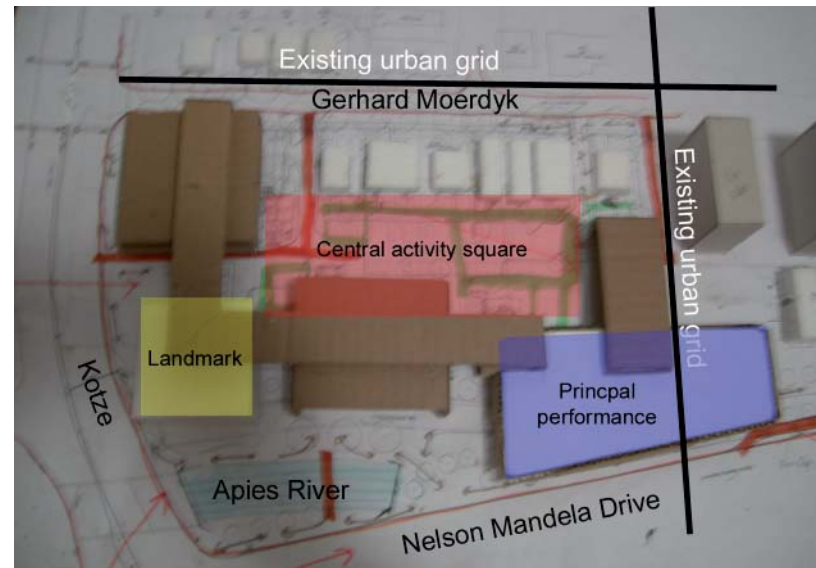 Existing urban grid
Gerhard Moerdyk
Existing urban grid
Central activity square
Landmark
Princpal
performance
Kotze
Apies River
Nelson Mandela Drive